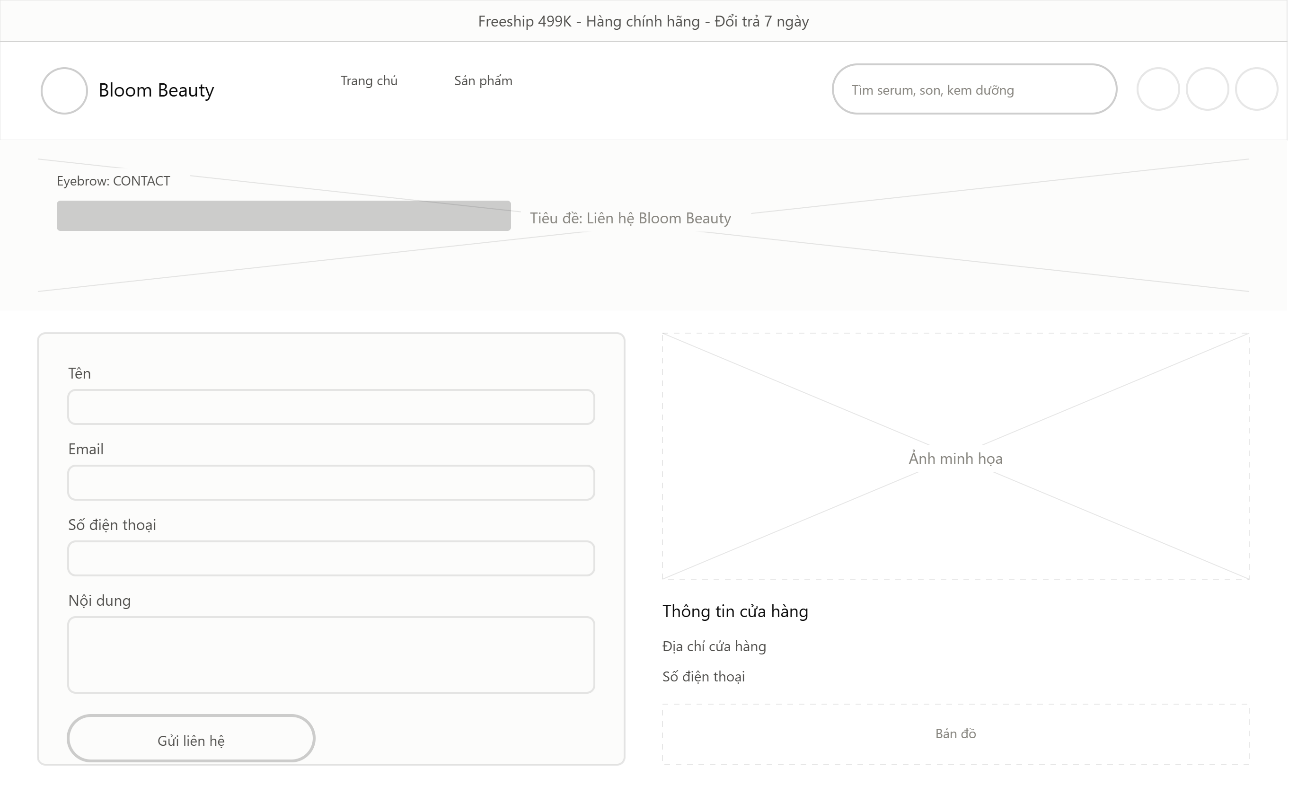 Freeship 499K - Hàng chính hãng - Đổi trả 7 ngày
Bloom Beauty
Trang chủ
Sản phẩm
Tìm serum, son, kem dưỡng
Eyebrow: CONTACT
Tiêu đề: Liên hệ Bloom Beauty
Tên
Email
Số điện thoại
Nội dung
Gửi liên hệ
Ảnh minh họa
Thông tin cửa hàng
Địa chỉ cửa hàng
Số điện thoại
Bản đồ